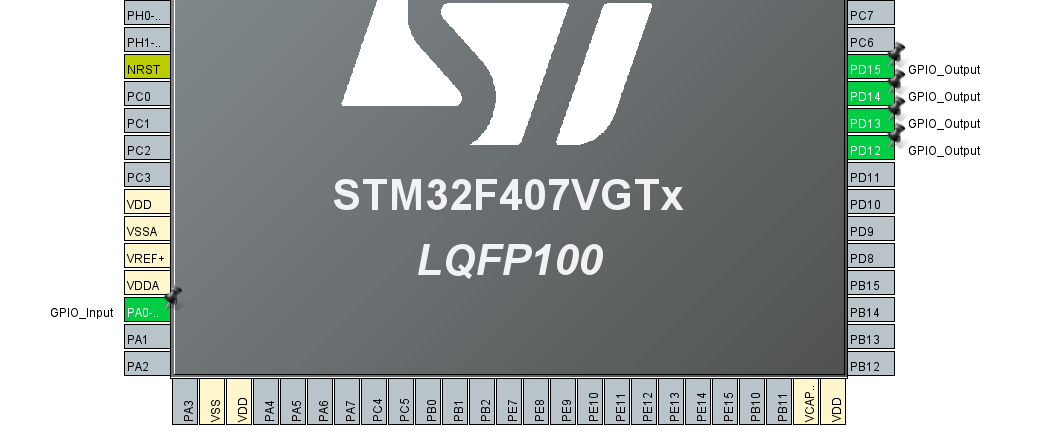 PH0-..
PH1-..
NRST
PC0
PC1
PC2
PC3
VDD
VSSA
VREF+
VDDA
GPIO_Input PA0-..
PA1
PA2
STM32F407VGTx
LQFP100
PC7
PC6
PD15 GPIO_Output
PD14 GPIO_Output
PD13 GPIO_Output
PD12 GPIO_Output
PD11
PD10
PD9
PD8
PB15
PB14
PB13
PB12
PA3
VSS
VDD
PA4
PA5
PA6
PA7
PC4
PC5
PB0
PB1
PB2
PE7
PE8
PE9
PE10
PE11
PE12
PE13
PE14
PE15
PB10
PB11
VCAP..
VDD